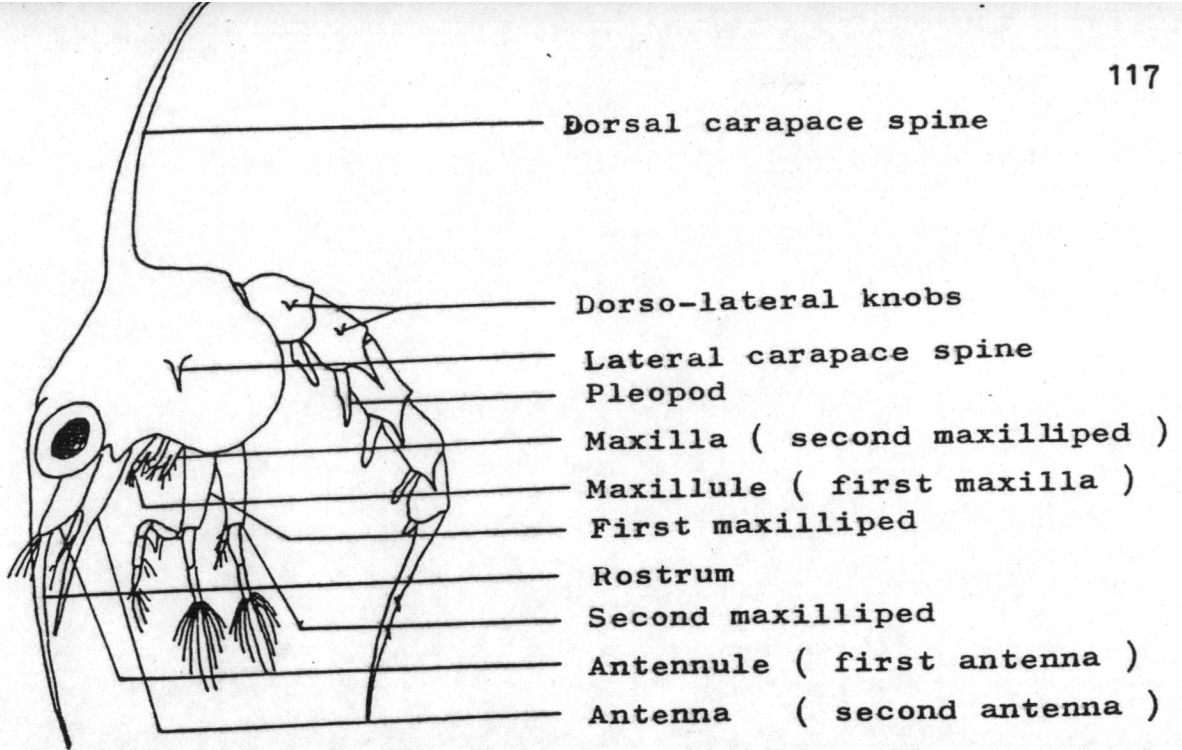 117
Dorsal carapace spine
Dorso-lateral knobs
Lateral carapace spine
Pleopod
Maxilla ( second maxilliped )
Maxillule ( first maxilla )
First maxilliped
Rostrum
Second maxilliped
Antennule ( first antenna )
Antenna ( second antenna )